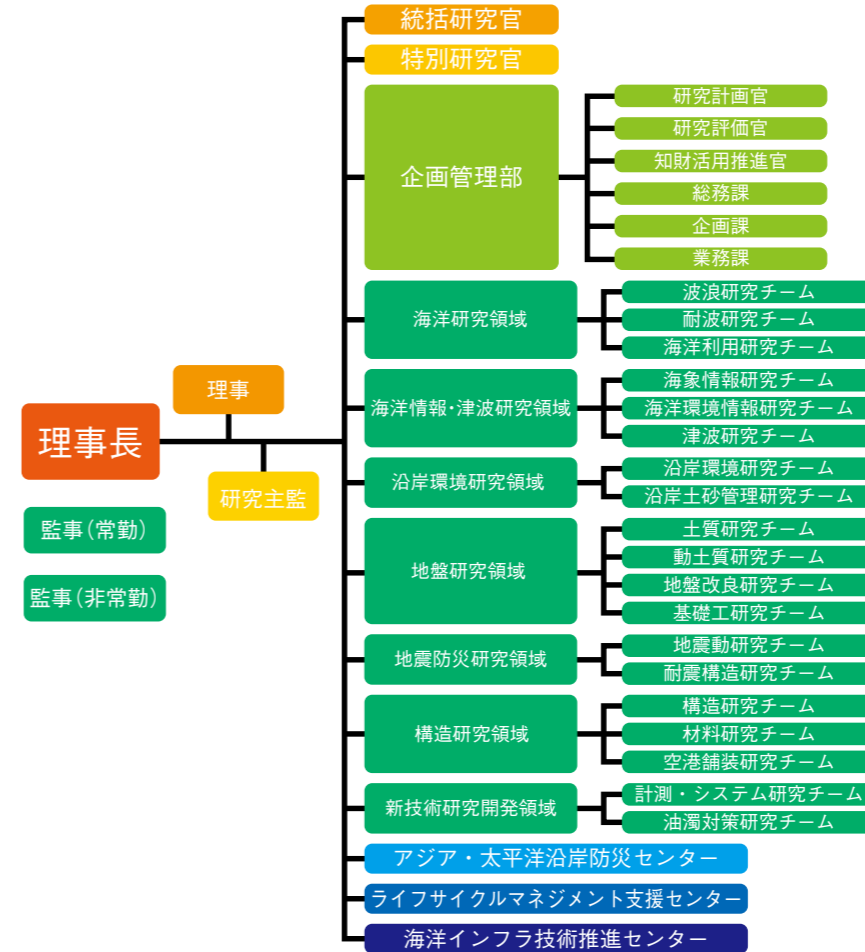 理事長
監事(常勤)
監事(非常勤)
理事
研究主監
統括研究官
特別研究官
企画管理部
研究計画官
研究評価官
知財活用推進官
総務課
企画課
業務課
海洋研究領域
波浪研究チーム
耐波研究チーム
海洋利用研究チーム
海洋情報・津波研究領域
海象情報研究チーム
海洋環境情報研究チーム
津波研究チーム
沿岸環境研究領域
沿岸環境研究チーム
沿岸土砂管理研究チーム
地盤研究領域
土質研究チーム
動土質研究チーム
地盤改良研究チーム
基礎工研究チーム
地震防災研究領域
地震動研究チーム
耐震構造研究チーム
構造研究領域
構造研究チーム
材料研究チーム
空港舗装研究チーム
新技術研究開発領域
計測・システム研究チーム
油濁対策研究チーム
アジア・太平洋沿岸防災センター
ライフサイクルマネジメント支援センター
海洋インフラ技術推進センター